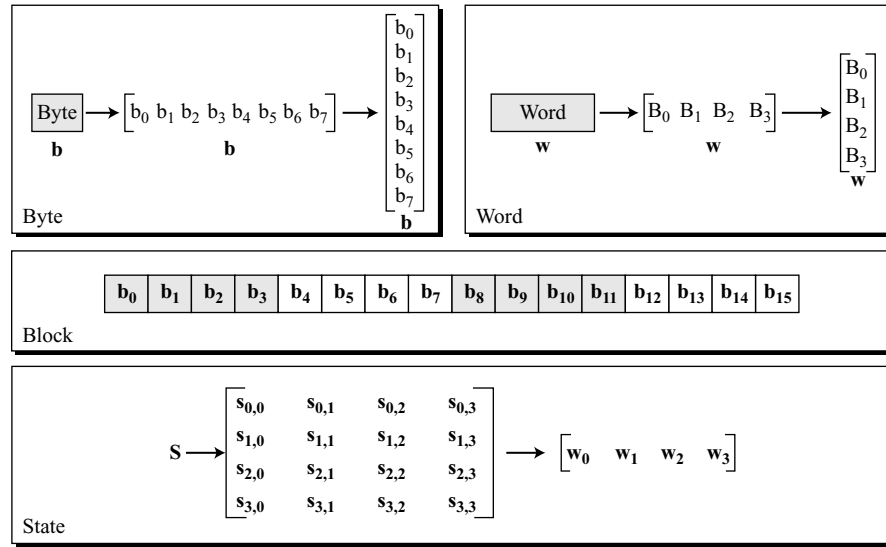 Byte
b
b0 b1 b2 b3 b4 b5 b6 b7
b
b0
b1
b2
b3
b4
b5
b6
b7
b
Byte
Word
w
B0 B1 B2 B3
w
B0
B1
B2
B3
w
Word
b0 b1 b2 b3 b4 b5 b6 b7 b8 b9 b10 b11 b12 b13 b14 b15
Block
S
s0,0 s0,1 s0,2 s0,3
s1,0 s1,1 s1,2 s1,3
s2,0 s2,1 s2,2 s2,3
s3,0 s3,1 s3,2 s3,3
w0 w1 w2 w3
State